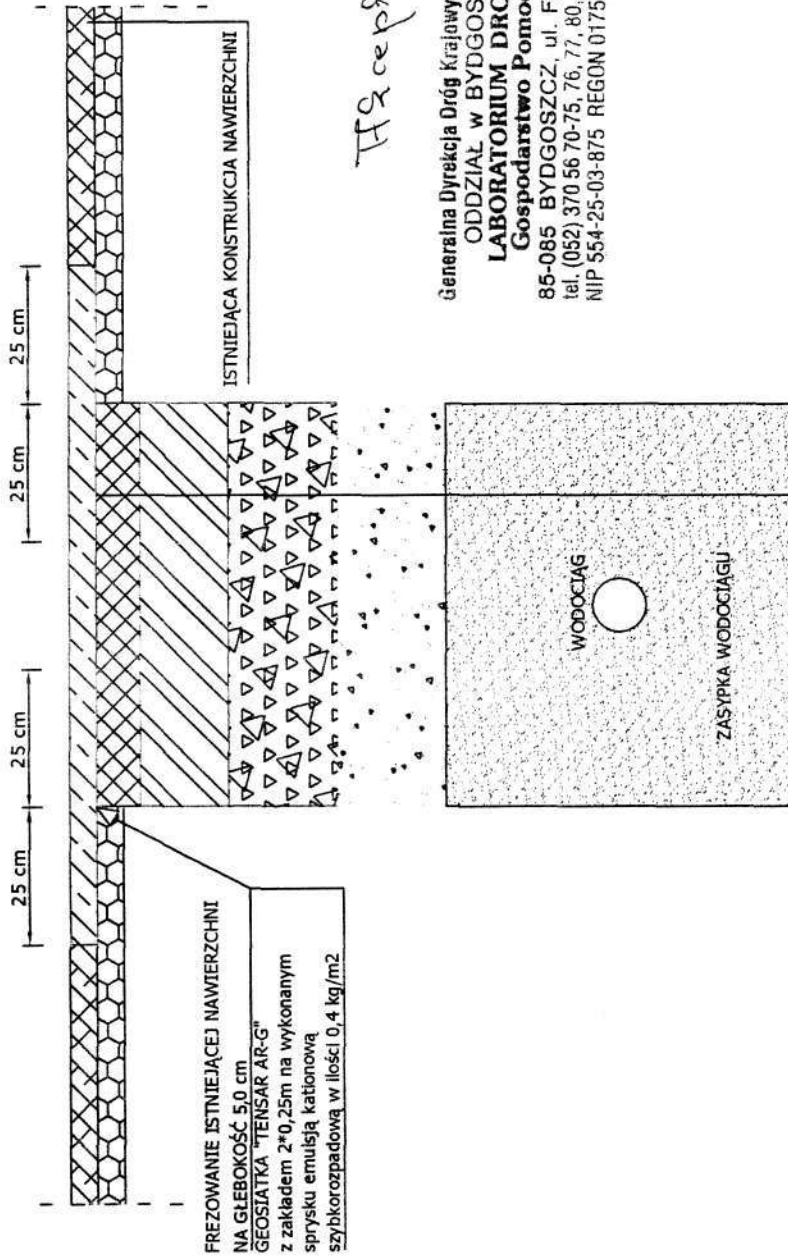 25 cm
25 cm
25 cm
25 cm
FREZOWANIE ISTNIEJĄCEJ NAWIERZCHNI
NA GŁEBOKOŚĆ 5,0 cm
GEOSIATKA "TENSAR AR-G"
z zakładem 2*0,25m na wykonanym
sprysku emulsją kationową
szybkorozpadową w ilości 0,4 kg/m2
ISTNIEJĄCA KONSTRUKCJA NAWIERZCHNI
WODOCIĄG
ZASYPKA WODOCIĄGU
Generalna Dyrekcja Dróg Krajowy
ODDZIAŁ w BYDGOS
LABORATORIUM DRO
Gospodarstwo Pomoc
85-085 BYDGOSZCZ, ul. F
tel. (052) 370 56 70-75, 76, 77, 80,
NIP 554-25-03-875 REGON 0175